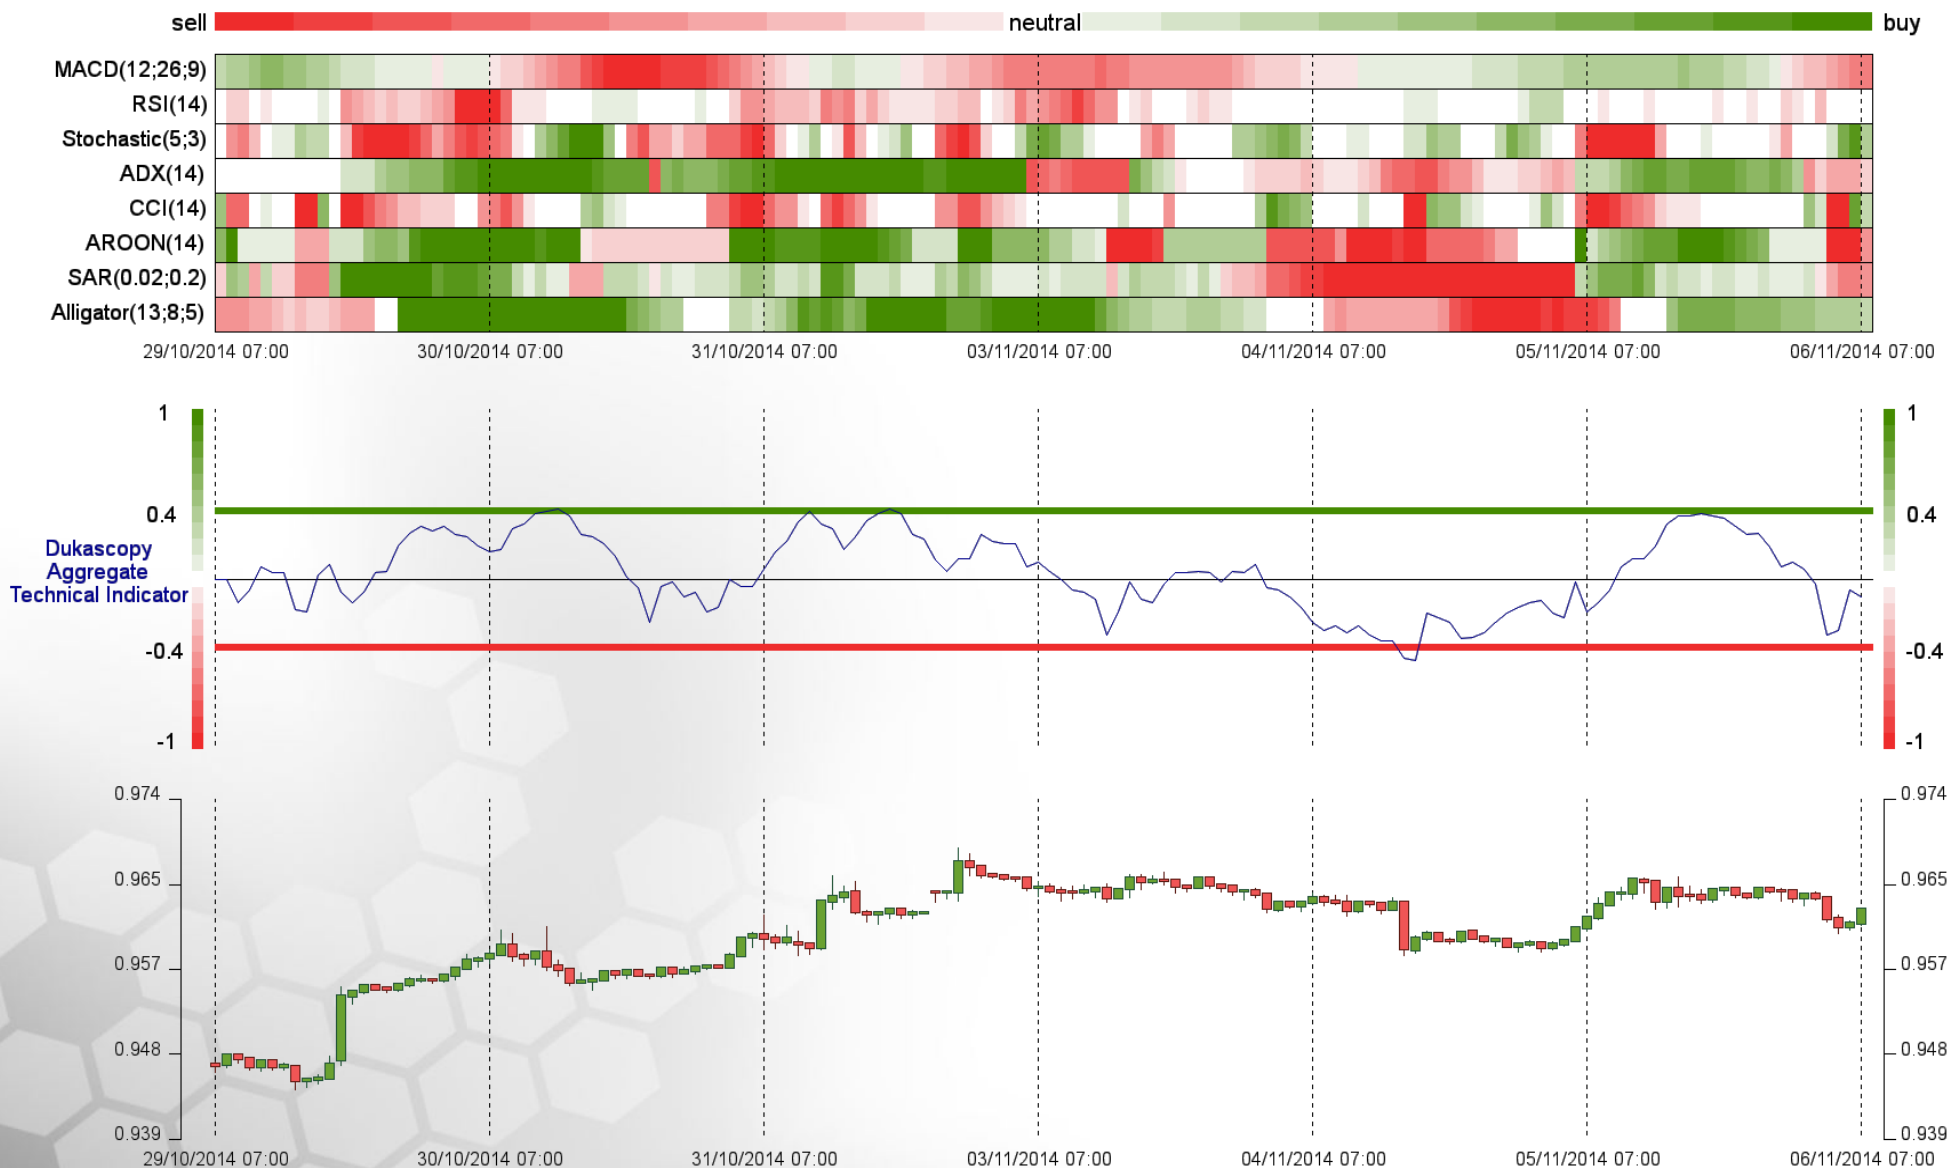 sell neutral buy
MACD(12;26;9)
RSI(14)
Stochastic(5;3)
ADX(14)
CCI(14)
AROON(14)
SAR(0.02;0.2)
Alligator(13;8;5)
29/10/2014 07:00 30/10/2014 07:00 31/10/2014 07:00 03/11/2014 07:00 04/11/2014 07:00 05/11/2014 07:00 06/11/2014 07:00
1 1
0.4 0.4
Dukascopy
Aggregate
Technical Indicator
-0.4 -0.4
-1 -1
0.974 0.974
0.965 0.965
0.957 0.957
0.948 0.948
0.939 0.939
29/10/2014 07:00 30/10/2014 07:00 31/10/2014 07:00 03/11/2014 07:00 04/11/2014 07:00 05/11/2014 07:00 06/11/2014 07:00